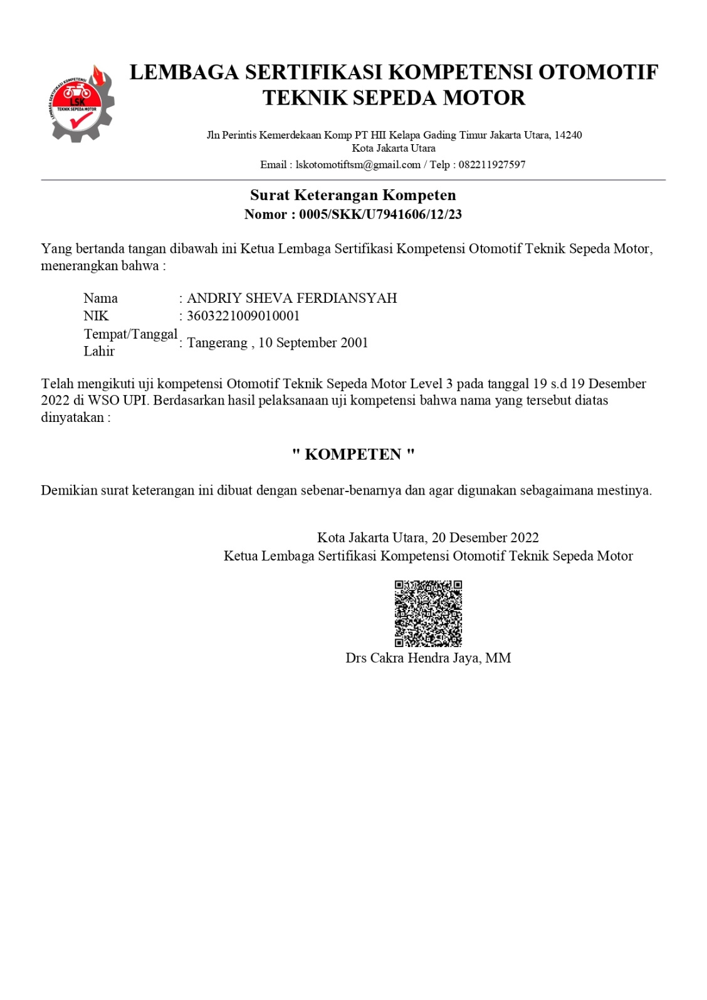 LEMBAGA SERTIFIKASI KOMPETENSI
LSK
TEKNIK SEPEDA MOTOR
LEMBAGA SERTIFIKASI KOMPETENSI OTOMOTIF
TEKNIK SEPEDA MOTOR
Jln Perintis Kemerdekaan Komp PT HII Kelapa Gading Timur Jakarta Utara, 14240
Kota Jakarta Utara
Email : lskotomotiftsm@gmail.com / Telp : 082211927597
Surat Keterangan Kompeten
Nomor : 0005/SKK/U7941606/12/23
Yang bertanda tangan dibawah ini Ketua Lembaga Sertifikasi Kompetensi Otomotif Teknik Sepeda Motor,
menerangkan bahwa :
Nama : ANDRIY SHEVA FERDIANSYAH
NIK : 3603221009010001
Tempat/Tanggal Lahir : Tangerang , 10 September 2001
Telah mengikuti uji kompetensi Otomotif Teknik Sepeda Motor Level 3 pada tanggal 19 s.d 19 Desember
2022 di WSO UPI. Berdasarkan hasil pelaksanaan uji kompetensi bahwa nama yang tersebut diatas
dinyatakan :
" KOMPETEN "
Demikian surat keterangan ini dibuat dengan sebenar-benarnya dan agar digunakan sebagaimana mestinya.
Kota Jakarta Utara, 20 Desember 2022
Ketua Lembaga Sertifikasi Kompetensi Otomotif Teknik Sepeda Motor
Drs Cakra Hendra Jaya, MM